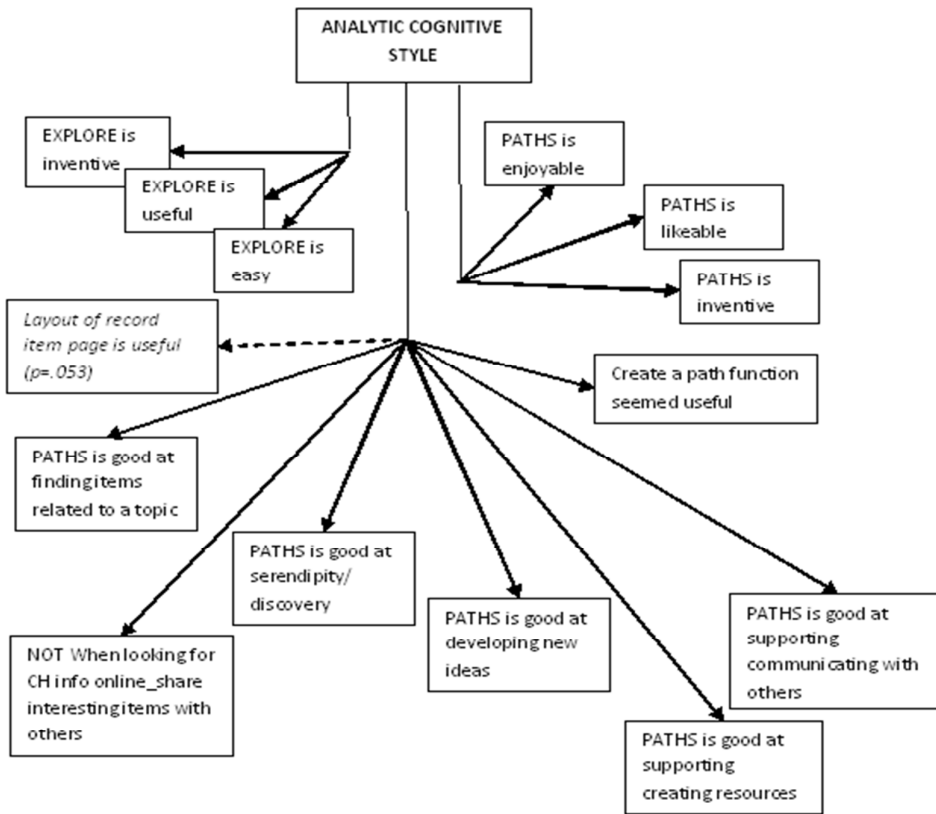 ANALYTIC COGNITIVE
STYLE
EXPLORE is
inventive
EXPLORE is
useful
EXPLORE is
easy
PATHS is
enjoyable
PATHS is
likeable
PATHS is
inventive
Layout of record
item page is useful
(p=.053)
Create a path function
seemed useful
PATHS is good at
finding items
related to a topic
PATHS is good at
serendipity/
discovery
PATHS is good at
developing new
ideas
PATHS is good at
supporting
communicating with
others
NOT When looking for
CH info online_share
interesting items with
others
PATHS is good at
supporting
creating resources